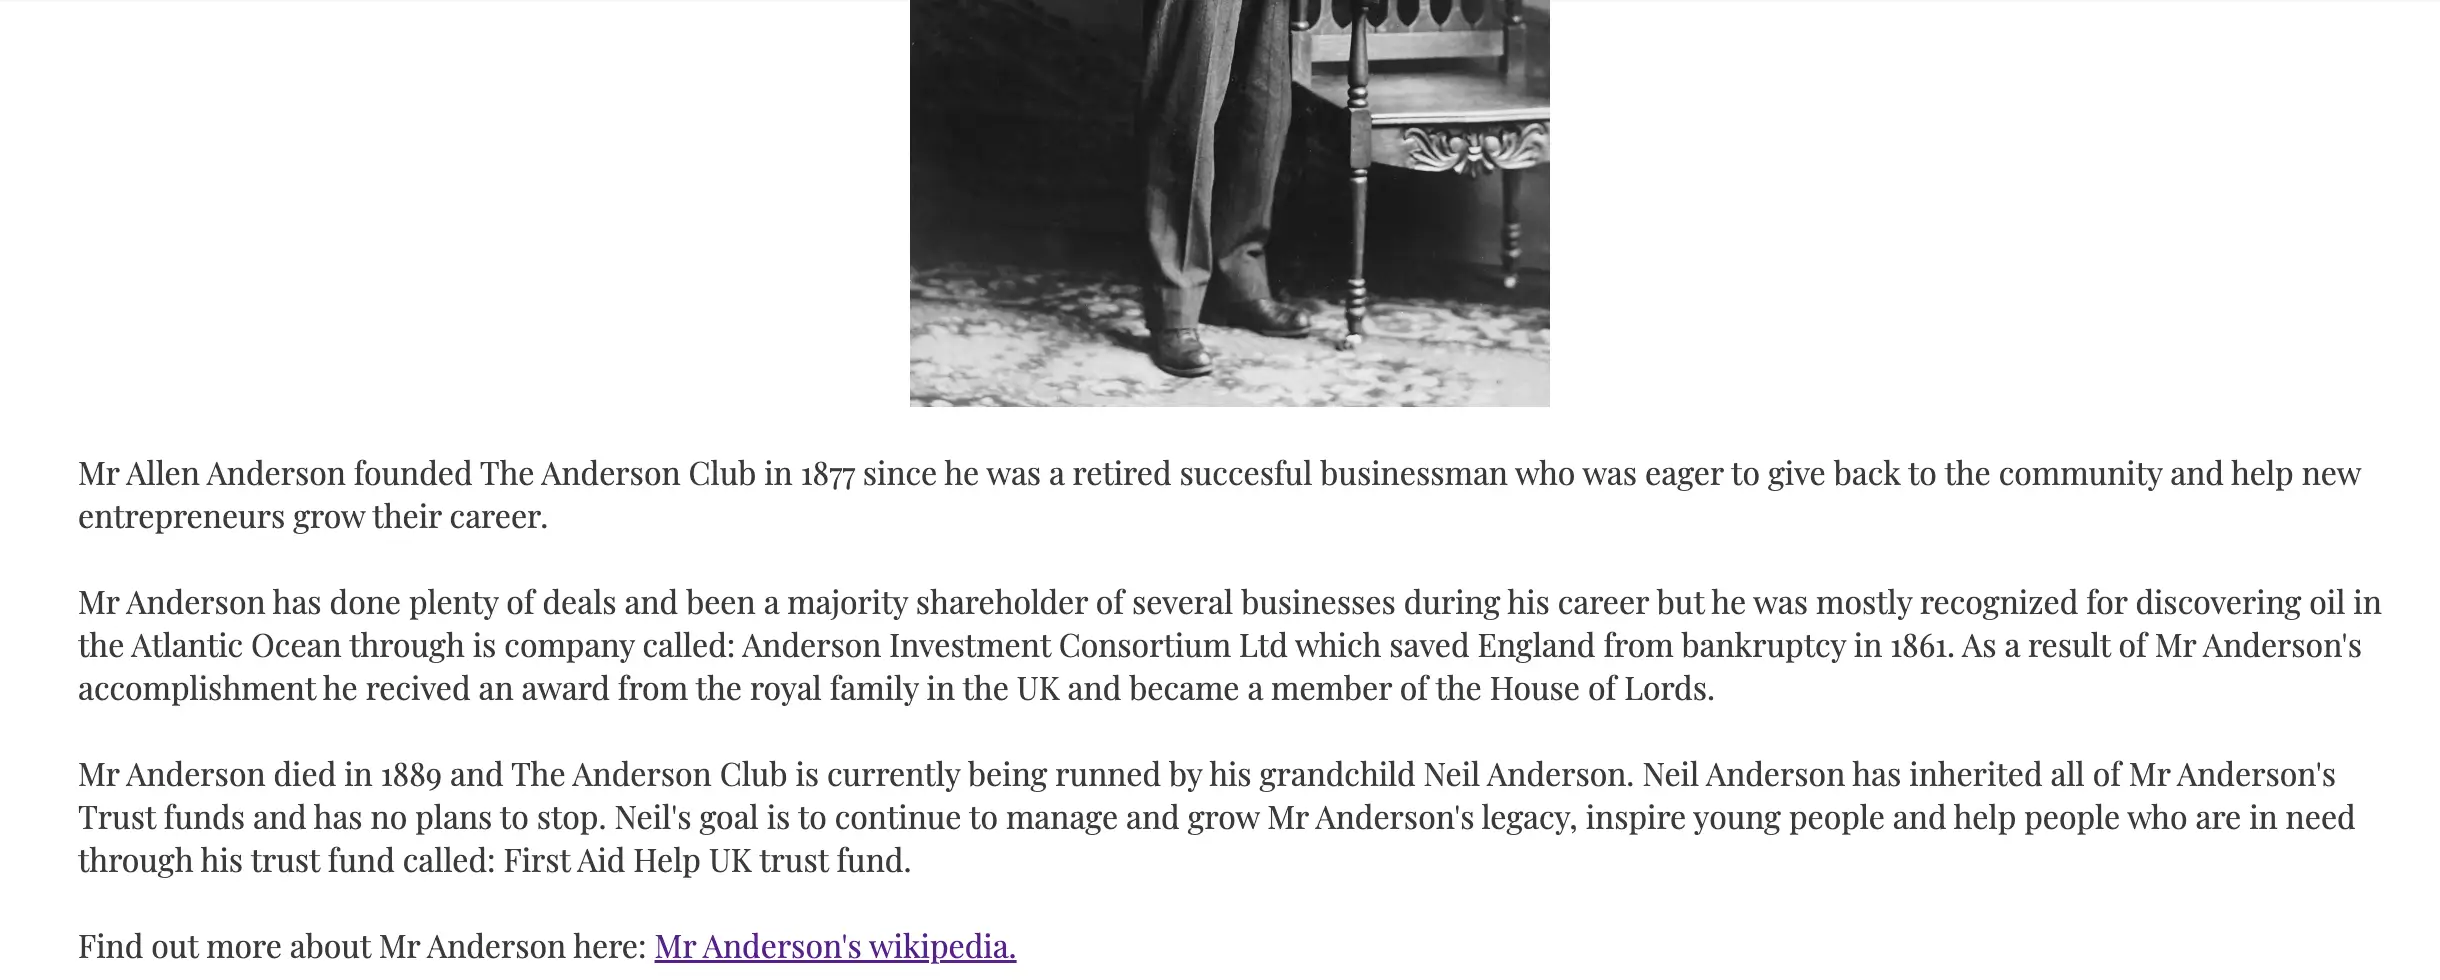 Mr Allen Anderson founded The Anderson Club in 1877 since he was a retired succesful businessman who was eager to give back to the community and help new
entrepreneurs grow their career.
Mr Anderson has done plenty of deals and been a majority shareholder of several businesses during his career but he was mostly recognized for discovering oil in
the Atlantic Ocean through is company called: Anderson Investment Consortium Ltd which saved England from bankruptcy in 1861. As a result of Mr Anderson's
accomplishment he recived an award from the royal family in the UK and became a member of the House of Lords.
Mr Anderson died in 1889 and The Anderson Club is currently being runned by his grandchild Neil Anderson. Neil Anderson has inherited all of Mr Anderson's
Trust funds and has no plans to stop. Neil's goal is to continue to manage and grow Mr Anderson's legacy, inspire young people and help people who are in need
through his trust fund called: First Aid Help UK trust fund.
Find out more about Mr Anderson here: Mr Anderson's wikipedia.